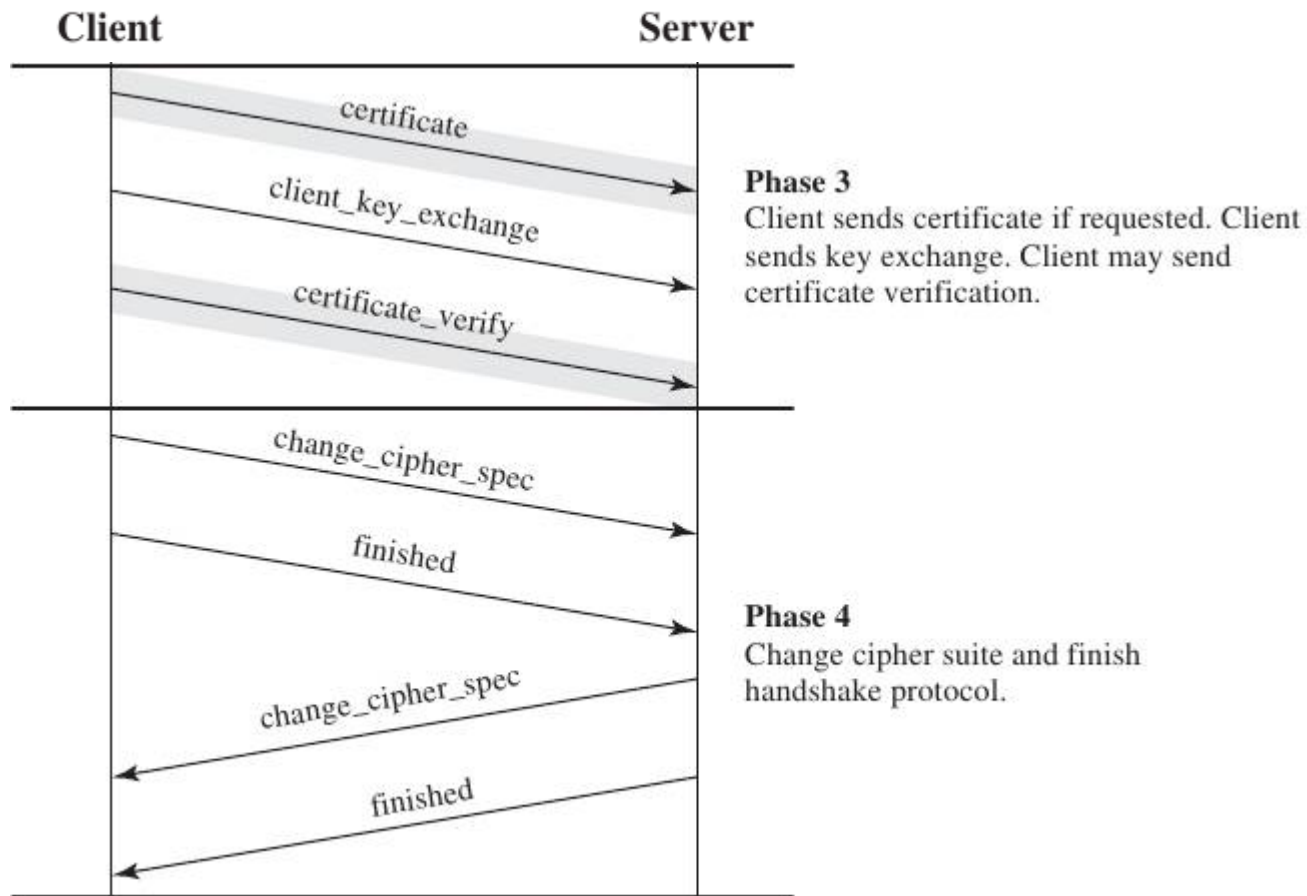 Client Server
certificate
client_key_exchange
certificate_verify
Phase 3
Client sends certificate if requested. Client
sends key exchange. Client may send
certificate verification.
change_cipher_spec
finished
change_cipher_spec
finished
Phase 4
Change cipher suite and finish
handshake protocol.